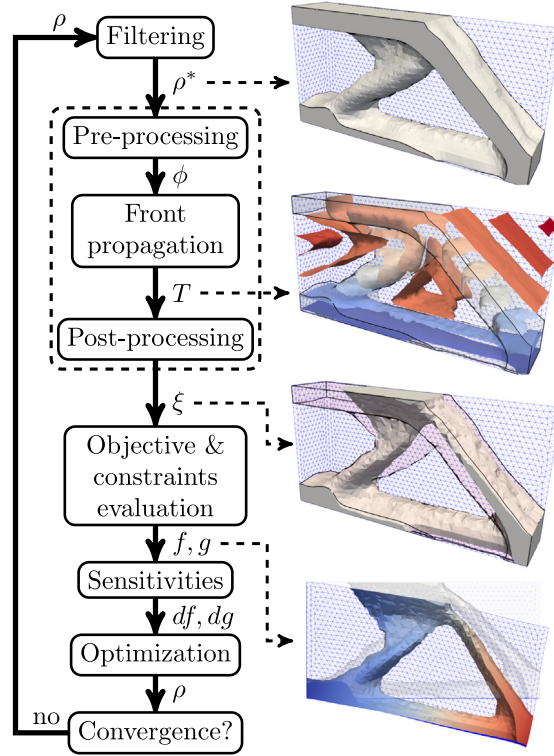 ρ
Filtering
ρ*
Pre-processing
ϕ
Front
propagation
T
Post-processing
ξ
Objective &
constraints
evaluation
f, g
Sensitivities
df, dg
Optimization
ρ
no
Convergence?